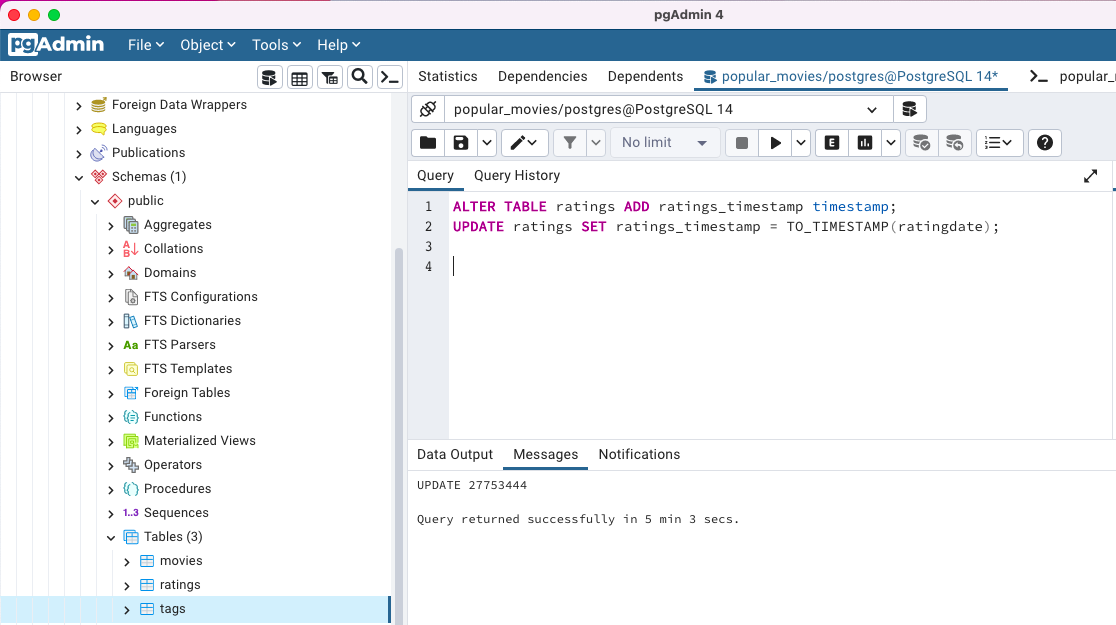 pgAdmin 4
pgAdmin File Object Tools Help
Browser
Statistics Dependencies Dependents popular_movies/postgres@PostgreSQL 14* popular_
Foreign Data Wrappers
Languages
Publications
Schemas (1)
public
Aggregates
Collations
Domains
FTS Configurations
FTS Dictionaries
Aa FTS Parsers
FTS Templates
Foreign Tables
Functions
Materialized Views
Operators
Procedures
1..3 Sequences
Tables (3)
movies
ratings
tags
popular_movies/postgres@PostgreSQL 14
No limit
E
Query Query History
1 ALTER TABLE ratings ADD ratings_timestamp timestamp;
2 UPDATE ratings SET ratings_timestamp = TO_TIMESTAMP(ratingdate);
3
4
Data Output Messages Notifications
UPDATE 27753444
Query returned successfully in 5 min 3 secs.